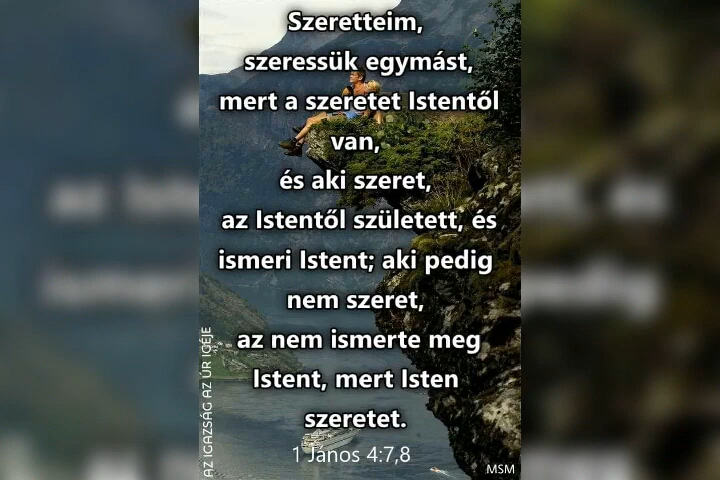 Szeretteim,
szeressük egymást,
mert a szeretet Istentől
van,
és aki szeret,
az Istentől született, és
ismeri Istent; aki pedig
nem szeret,
az nem ismerte meg
Istent, mert Isten
szeretet.
1 János 4:7,8
AZ IGAZSÁG AZ ÚR IGÉJE
MSM